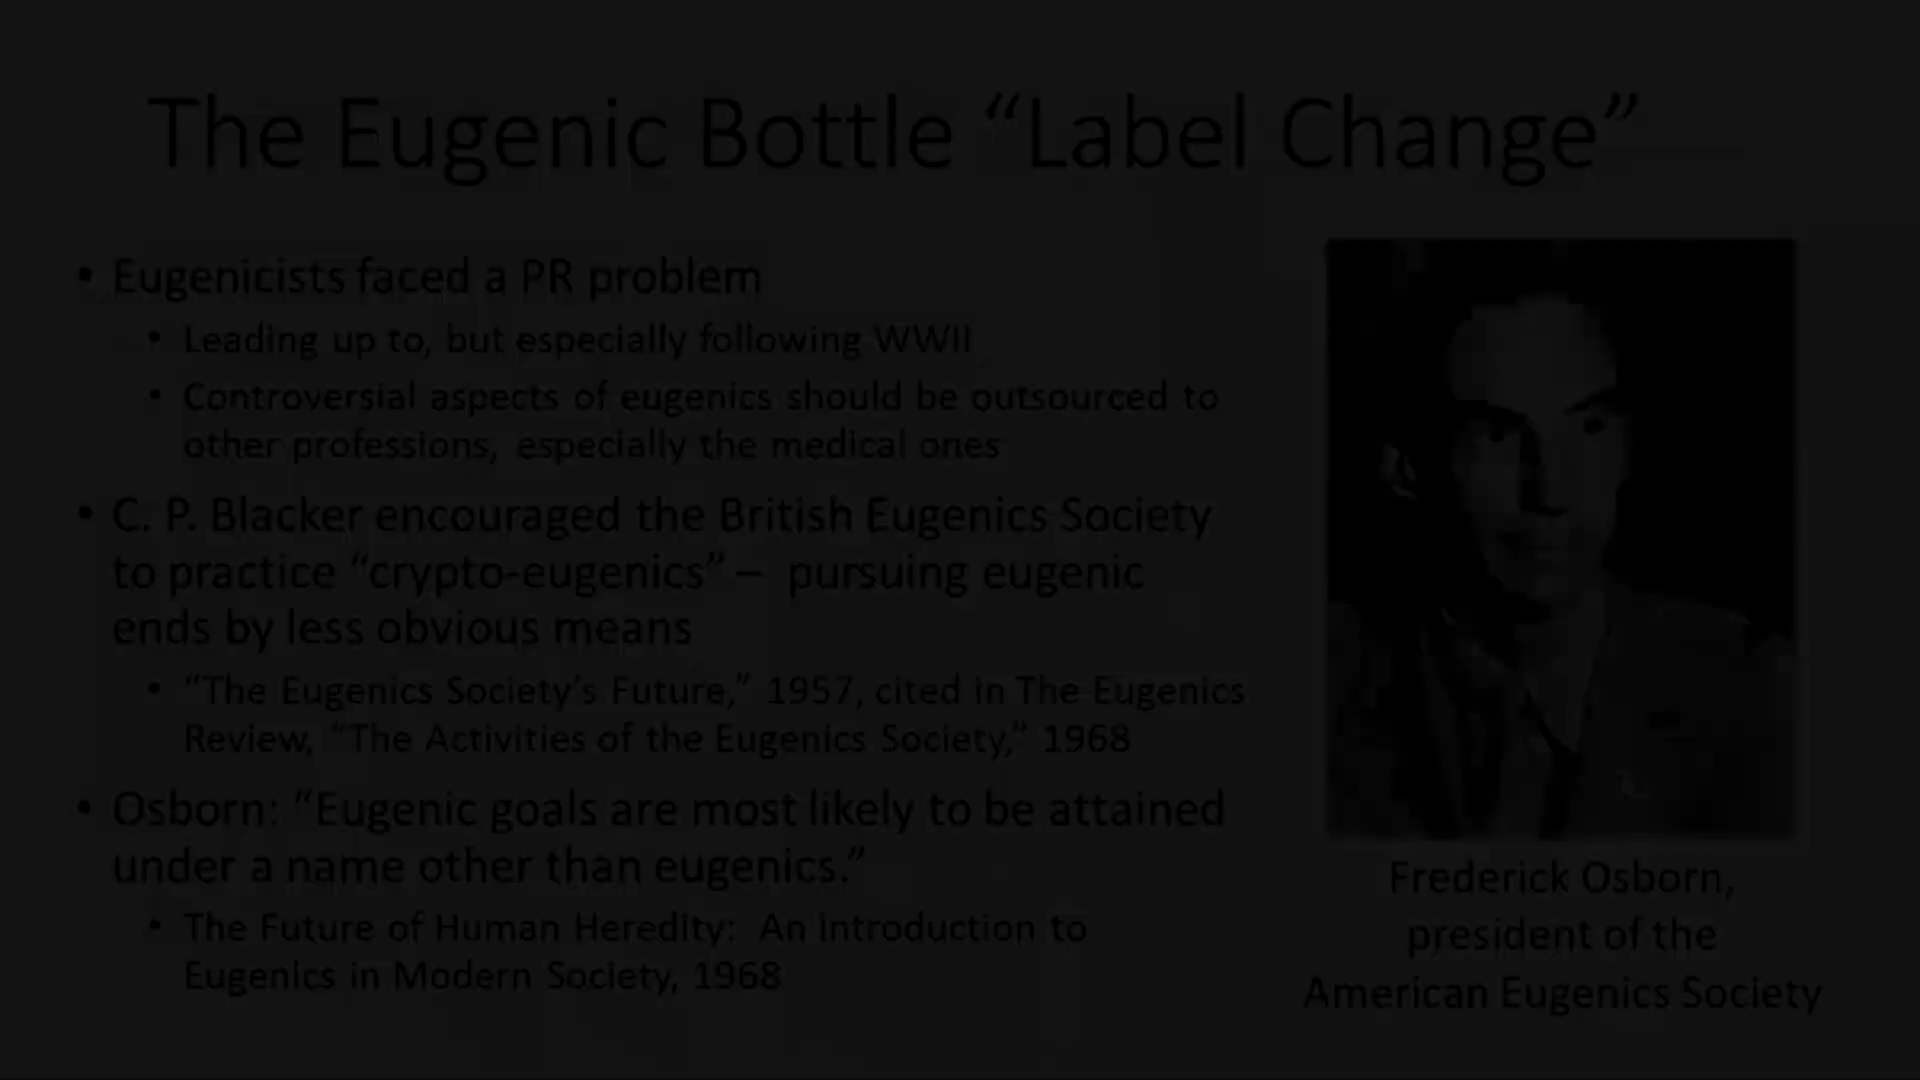 The Eugenic Bottle “Label Change”
• Eugenicists faced a PR problem
• Leading up to, but especially following WWII
• Controversial aspects of eugenics should be outsourced to
other professions, especially the medical ones
• C. P. Blacker encouraged the British Eugenics Society
to practice “crypto-eugenics” – pursuing eugenic
ends by less obvious means
• “The Eugenics Society’s Future,” 1957, cited in The Eugenics
Review, “The Activities of the Eugenics Society,” 1968
• Osborn: “Eugenic goals are most likely to be attained
under a name other than eugenics.”
• The Future of Human Heredity: An Introduction to
Eugenics in Modern Society, 1968
Frederick Osborn,
president of the
American Eugenics Society